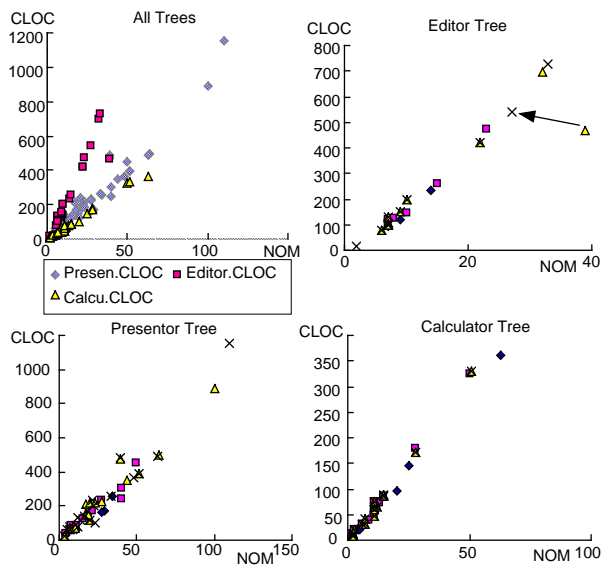 CLOC
All Trees
1200
1000
800
600
400
200
0
0
50
100
NOM
Presen.CLOC
Editor.CLOC
Calcu.CLOC
CLOC
Editor Tree
800
700
600
500
400
300
200
100
0
0
20
NOM
40
Presentor Tree
CLOC
1000
800
600
400
200
0
0
50
100
NOM
150
Calculator Tree
CLOC
350
300
250
200
150
100
50
0
0
50
NOM
100